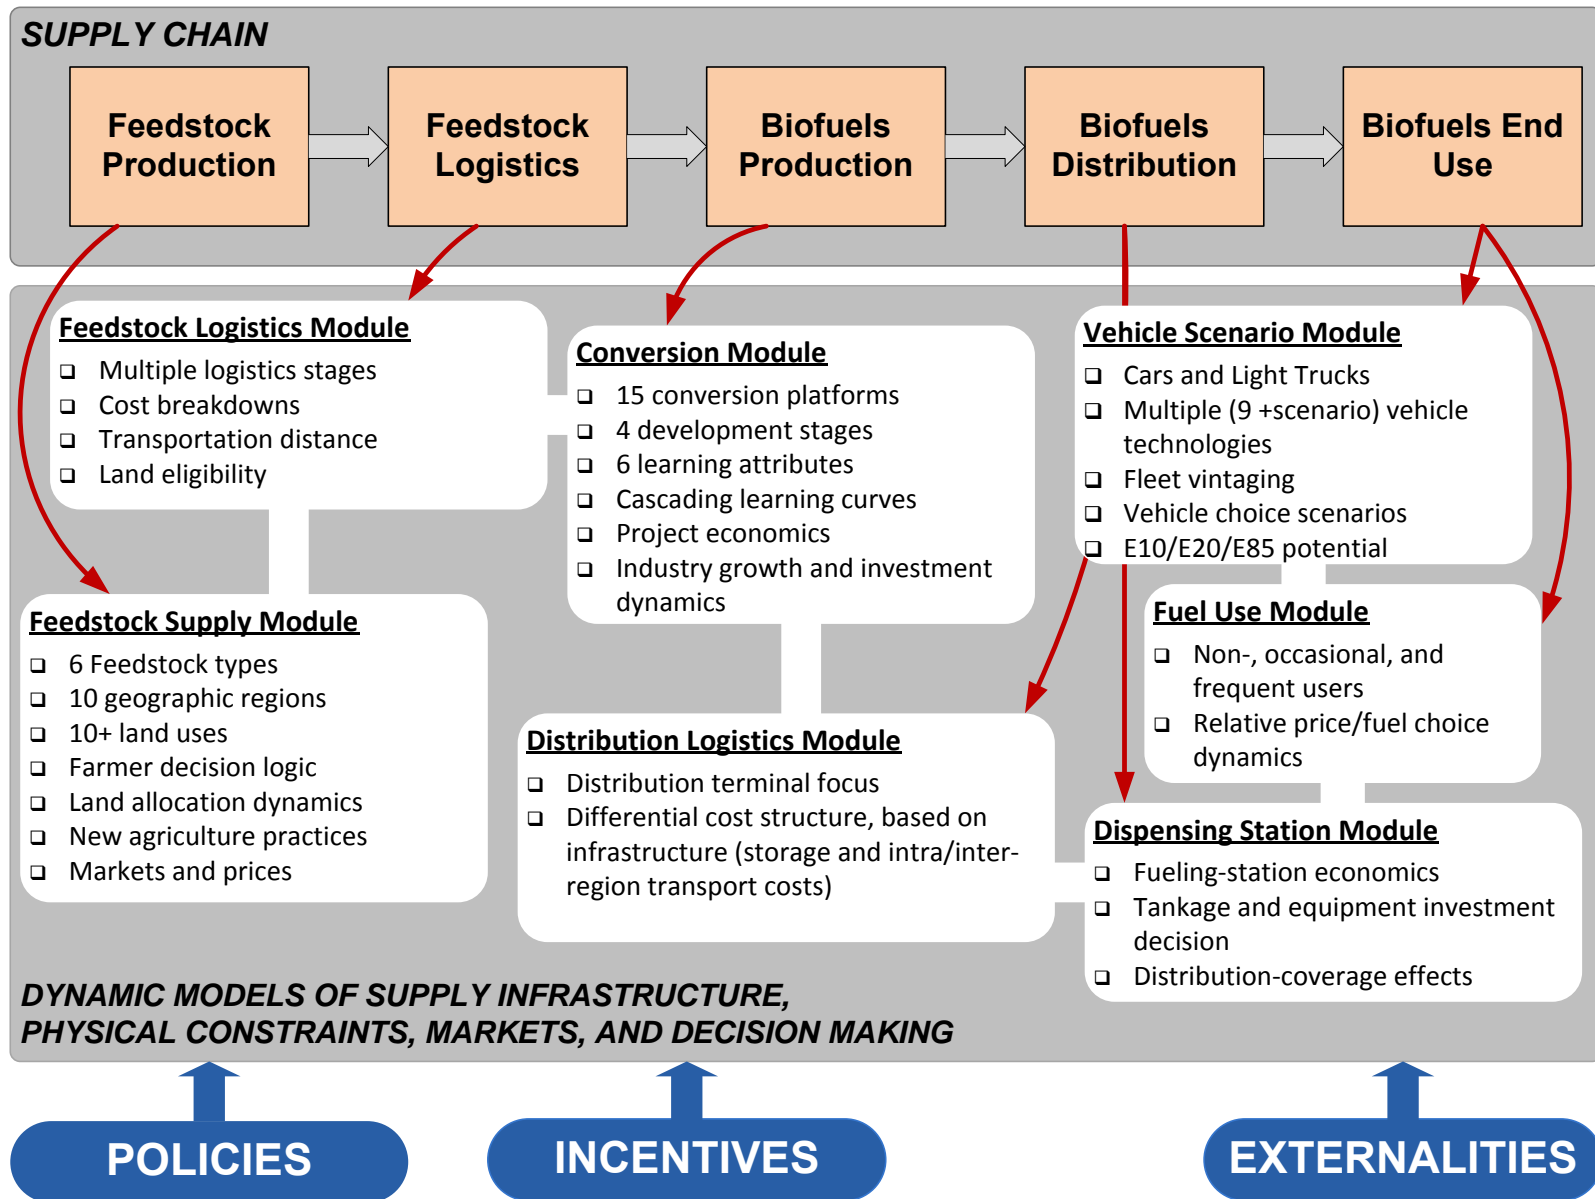 SUPPLY CHAIN
Feedstock
Production
Feedstock
Logistics
Biofuels
Production
Biofuels
Distribution
Biofuels End
Use
Feedstock Logistics Module
❑ Multiple logistics stages
❑ Cost breakdowns
❑ Transportation distance
❑ Land eligibility
Feedstock Supply Module
❑ 6 Feedstock types
❑ 10 geographic regions
❑ 10+ land uses
❑ Farmer decision logic
❑ Land allocation dynamics
❑ New agriculture practices
❑ Markets and prices
Conversion Module
❑ 15 conversion platforms
❑ 4 development stages
❑ 6 learning attributes
❑ Cascading learning curves
❑ Project economics
❑ Industry growth and investment
dynamics
Distribution Logistics Module
❑ Distribution terminal focus
❑ Differential cost structure, based on
infrastructure (storage and intra/inter-
region transport costs)
Vehicle Scenario Module
❑ Cars and Light Trucks
❑ Multiple (9 +scenario) vehicle
technologies
❑ Fleet vintaging
❑ Vehicle choice scenarios
❑ E10/E20/E85 potential
Fuel Use Module
❑ Non-, occasional, and
frequent users
❑ Relative price/fuel choice
dynamics
Dispensing Station Module
❑ Fueling-station economics
❑ Tankage and equipment investment
decision
❑ Distribution-coverage effects
DYNAMIC MODELS OF SUPPLY INFRASTRUCTURE,
PHYSICAL CONSTRAINTS, MARKETS, AND DECISION MAKING
POLICIES
INCENTIVES
EXTERNALITIES